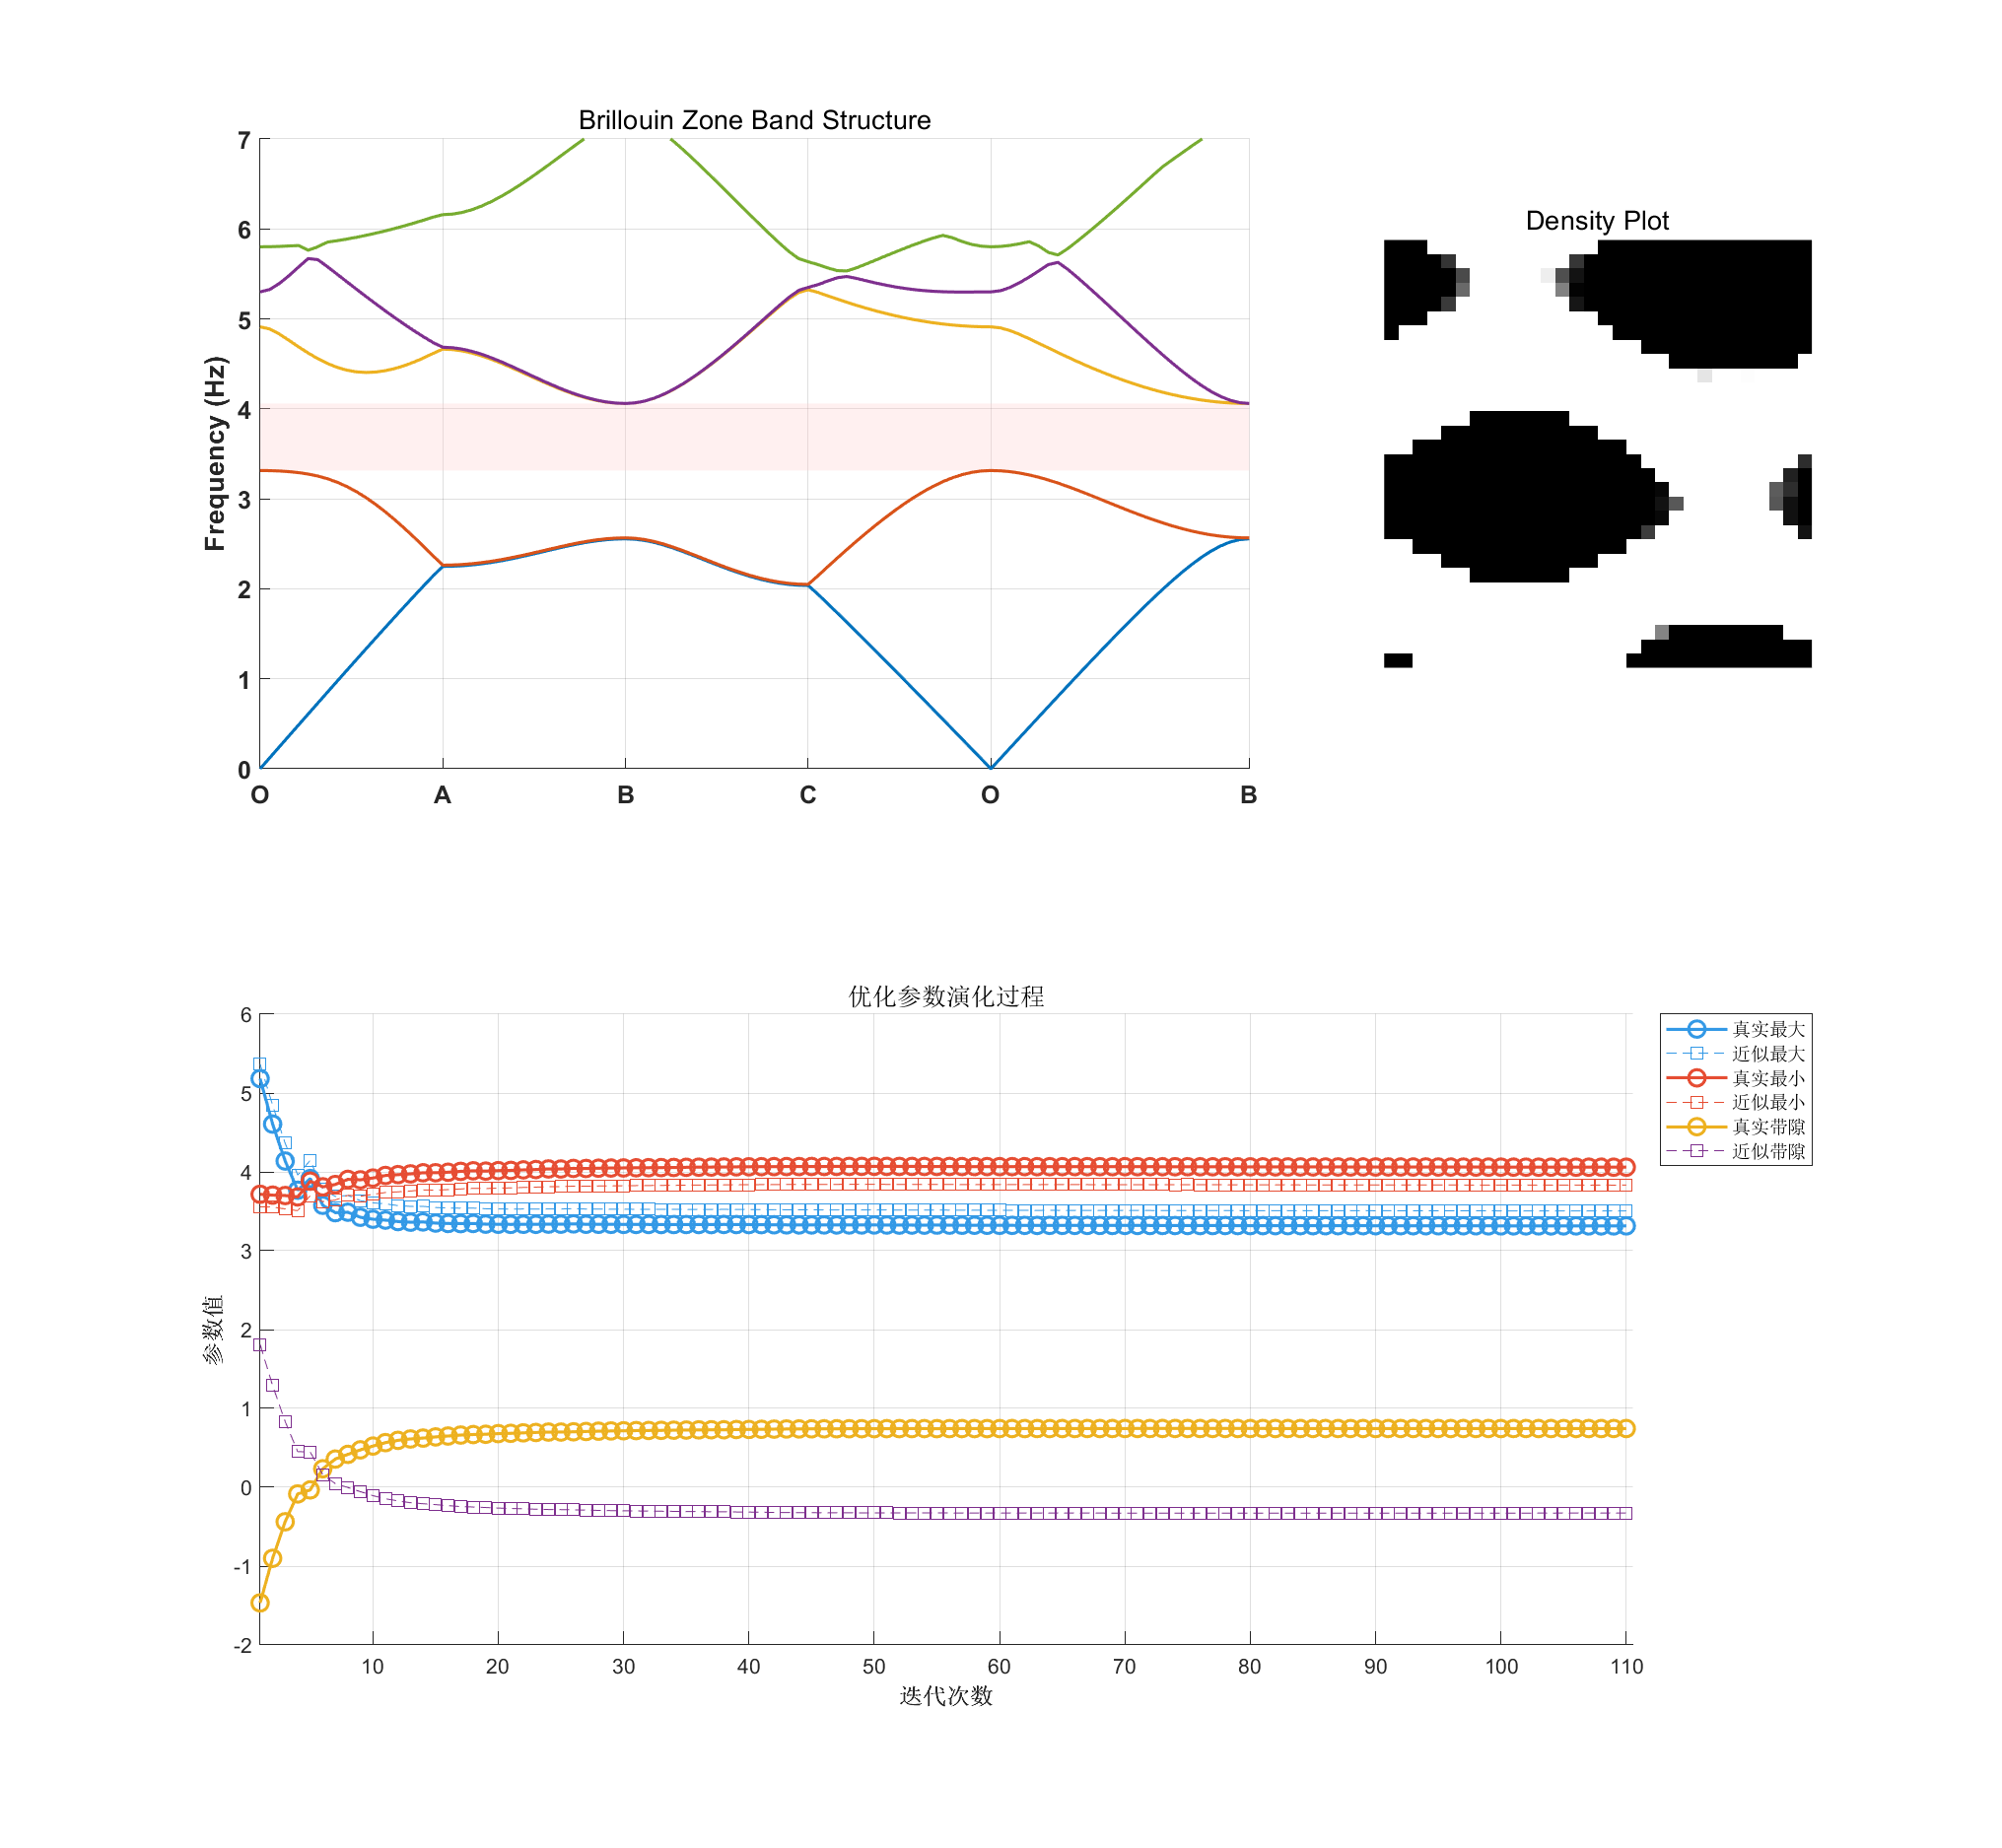 Brillouin Zone Band Structure
7
6
5
4
3
2
1
0
Frequency (Hz)
O A B C O B
Density Plot
优化参数演化过程
6
5
4
3
2
1
0
-1
-2
参数值
10 20 30 40 50 60 70 80 90 100 110
迭代次数
真实最大
近似最大
真实最小
近似最小
真实带隙
近似带隙